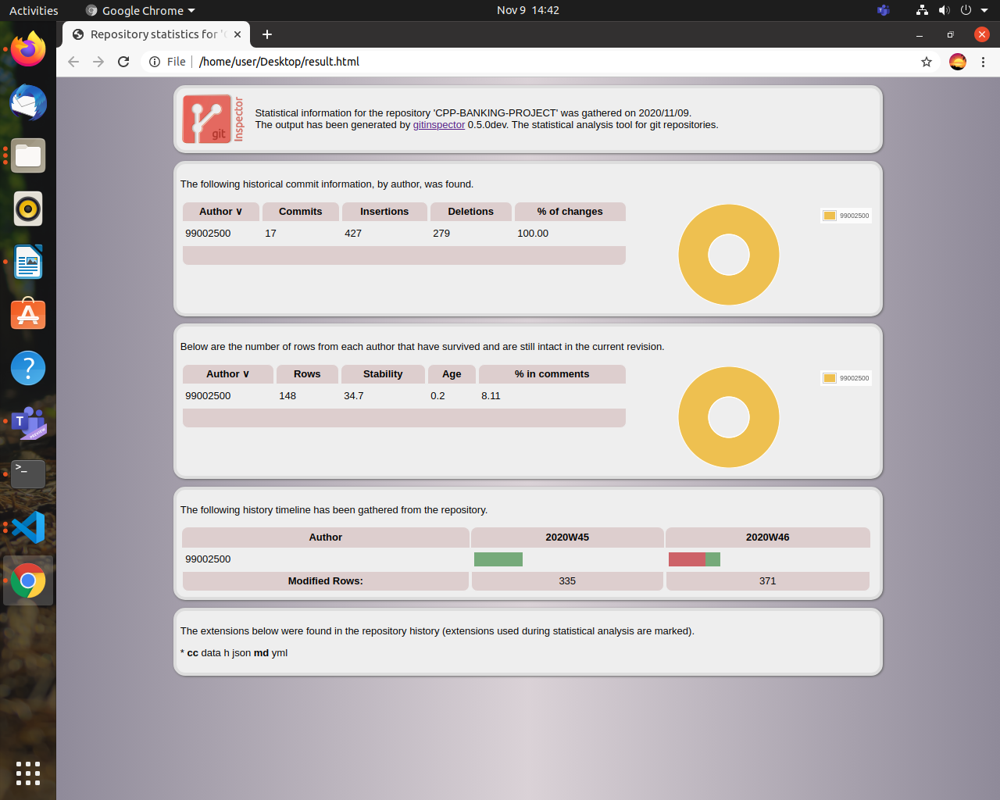 Activities
Google Chrome
Nov 9 14:42
Repository statistics for 'C
File
/home/user/Desktop/result.html
git
Inspector
Statistical information for the repository 'CPP-BANKING-PROJECT' was gathered on 2020/11/09.
The output has been generated by gitinspector 0.5.0dev. The statistical analysis tool for git repositories.
The following historical commit information, by author, was found.
Author ∨ Commits Insertions Deletions % of changes
99002500 17 427 279 100.00
99002500
Below are the number of rows from each author that have survived and are still intact in the current revision.
Author ∨ Rows Stability Age % in comments
99002500 148 34.7 0.2 8.11
99002500
The following history timeline has been gathered from the repository.
Author 2020W45 2020W46
99002500
Modified Rows: 335 371
The extensions below were found in the repository history (extensions used during statistical analysis are marked).
* cc data h json md yml
PREVIEW